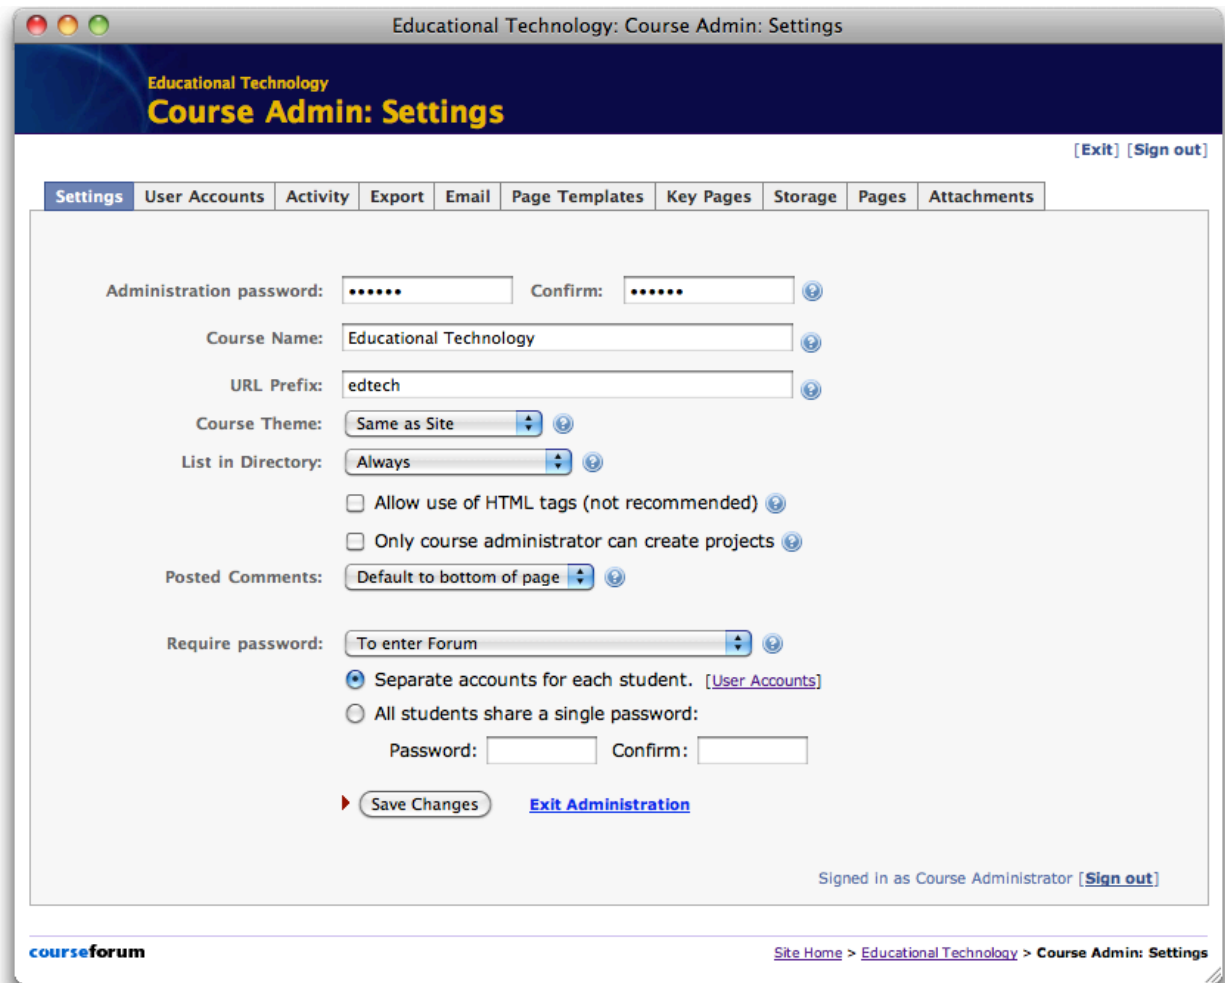 Educational Technology: Course Admin: Settings
Educational Technology
Course Admin: Settings
[Exit] [Sign out]
Settings User Accounts Activity Export Email Page Templates Key Pages Storage Pages Attachments
Administration password: •••••• Confirm: •••••• ?
Course Name: Educational Technology ?
URL Prefix: edtech ?
Course Theme: Same as Site ?
List in Directory: Always ?
Allow use of HTML tags (not recommended) ?
Only course administrator can create projects ?
Posted Comments: Default to bottom of page ?
Require password: To enter Forum ?
Separate accounts for each student. [User Accounts]
All students share a single password:
Password: Confirm:
Save Changes Exit Administration
Signed in as Course Administrator [Sign out]
courseforum Site Home > Educational Technology > Course Admin: Settings